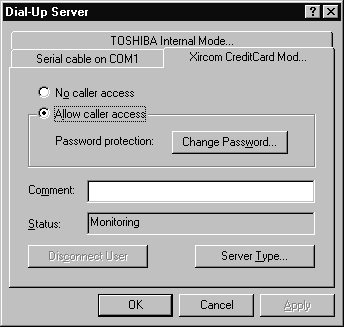 Dial-Up Server
TOSHIBA Internal Mode...
Serial cable on COM1
Xircom CreditCard Mod...
No caller access
Allow caller access
Password protection:
Change Password...
Comment:
Status:
Monitoring
Disconnect User
Server Type...
OK
Cancel
Apply